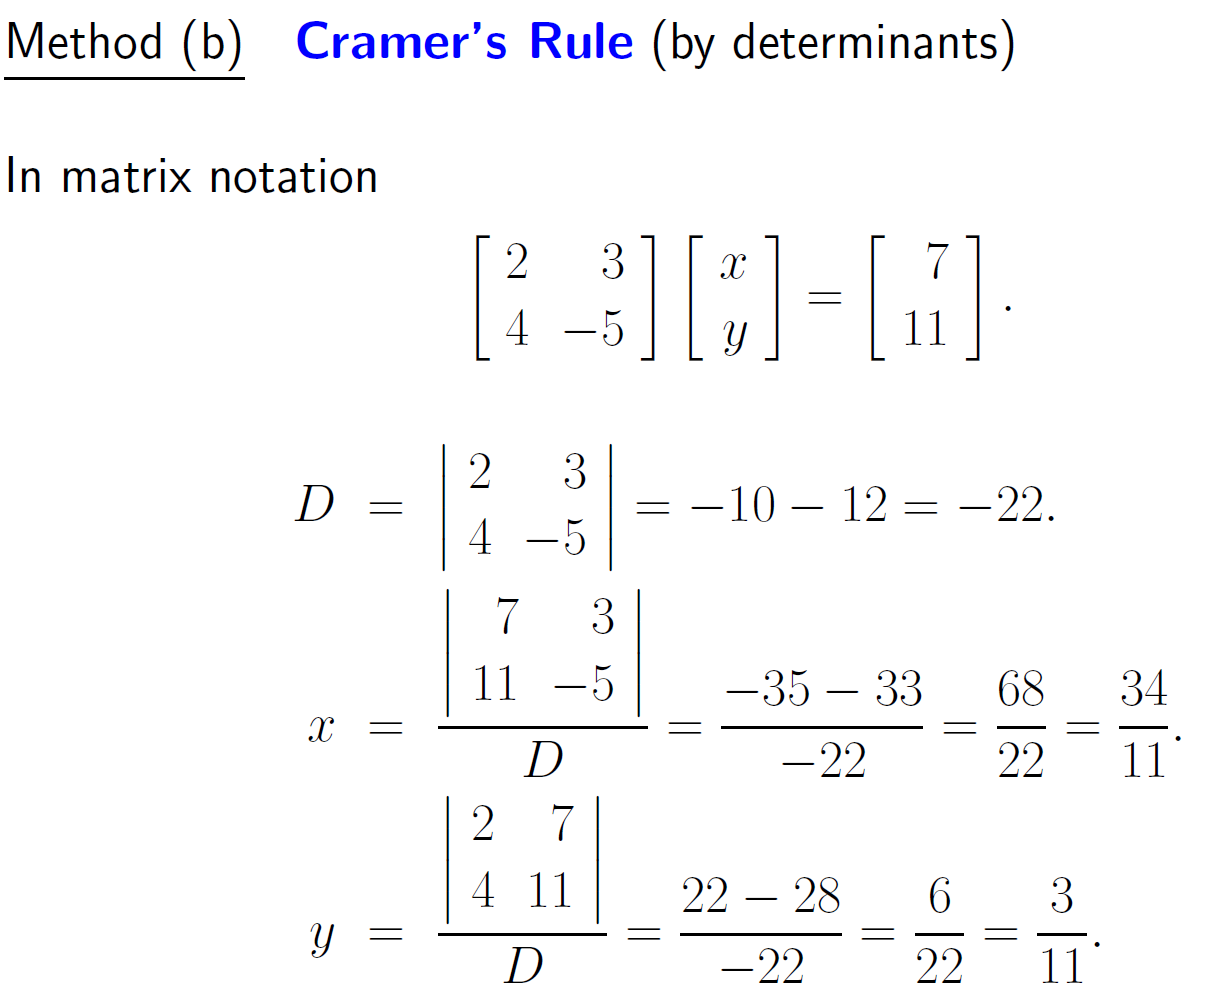 Method (b) Cramer's Rule (by determinants)
In matrix notation
[ 2 3 ] [ x ] = [ 7 ]
[ 4 −5 ] [ y ] [ 11 ] .
D = | 2 3 | = −10 − 12 = −22.
| 4 −5 |
| 7 3 |
| 11 −5 |
x = ――― = (−35 − 33)/(−22) = 68/22 = 34/11.
D
| 2 7 |
| 4 11 |
y = ――― = (22 − 28)/(−22) = 6/22 = 3/11.
D